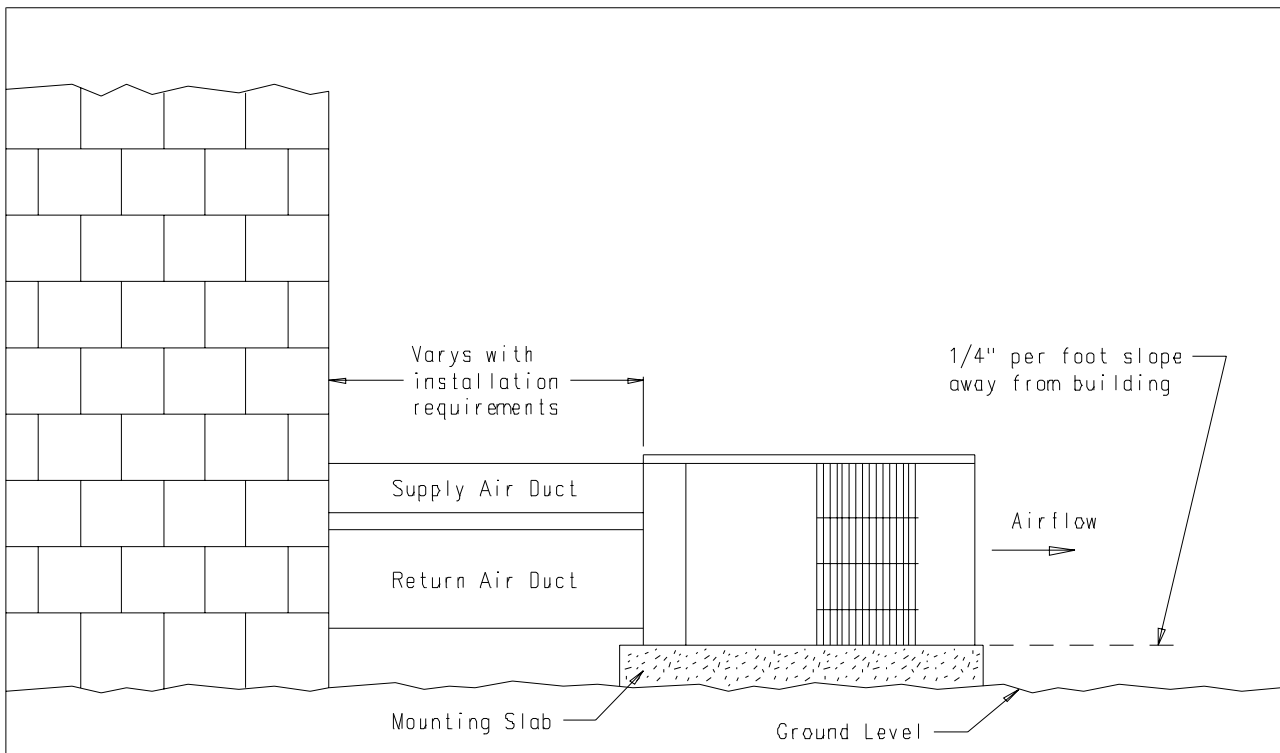 Varys with
installation
requirements
1/4" per foot slope
away from building
Supply Air Duct
Airflow
Return Air Duct
Mounting Slab
Ground Level